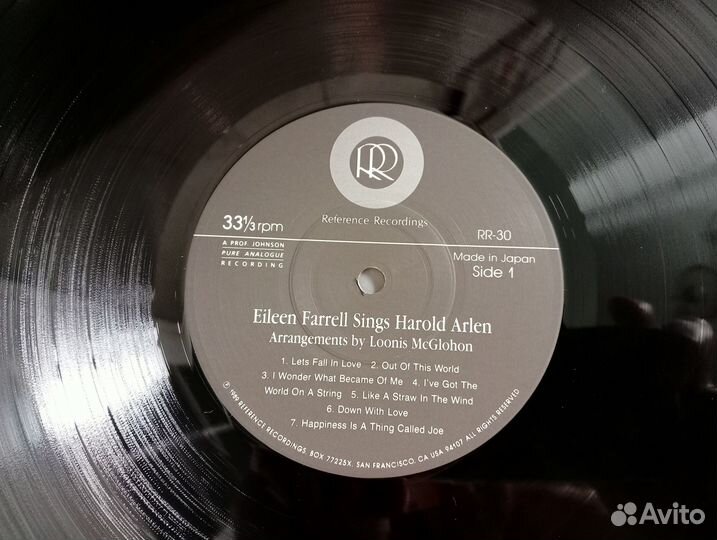 RR
Reference Recordings
33⅓ rpm
RR-30
A PROF. JOHNSON
PURE ANALOGUE
RECORDING
Made in Japan
Side 1
Eileen Farrell Sings Harold Arlen
Arrangements by Loonis McGlohon
1. Lets Fall In Love 2. Out Of This World
3. I Wonder What Became Of Me 4. I've Got The
World On A String 5. Like A Straw In The Wind
6. Down With Love
7. Happiness Is A Thing Called Joe
℗ 1989 REFERENCE RECORDINGS, BOX 77225X, SAN FRANCISCO, CA USA 94107 ALL RIGHTS RESERVED
Avito